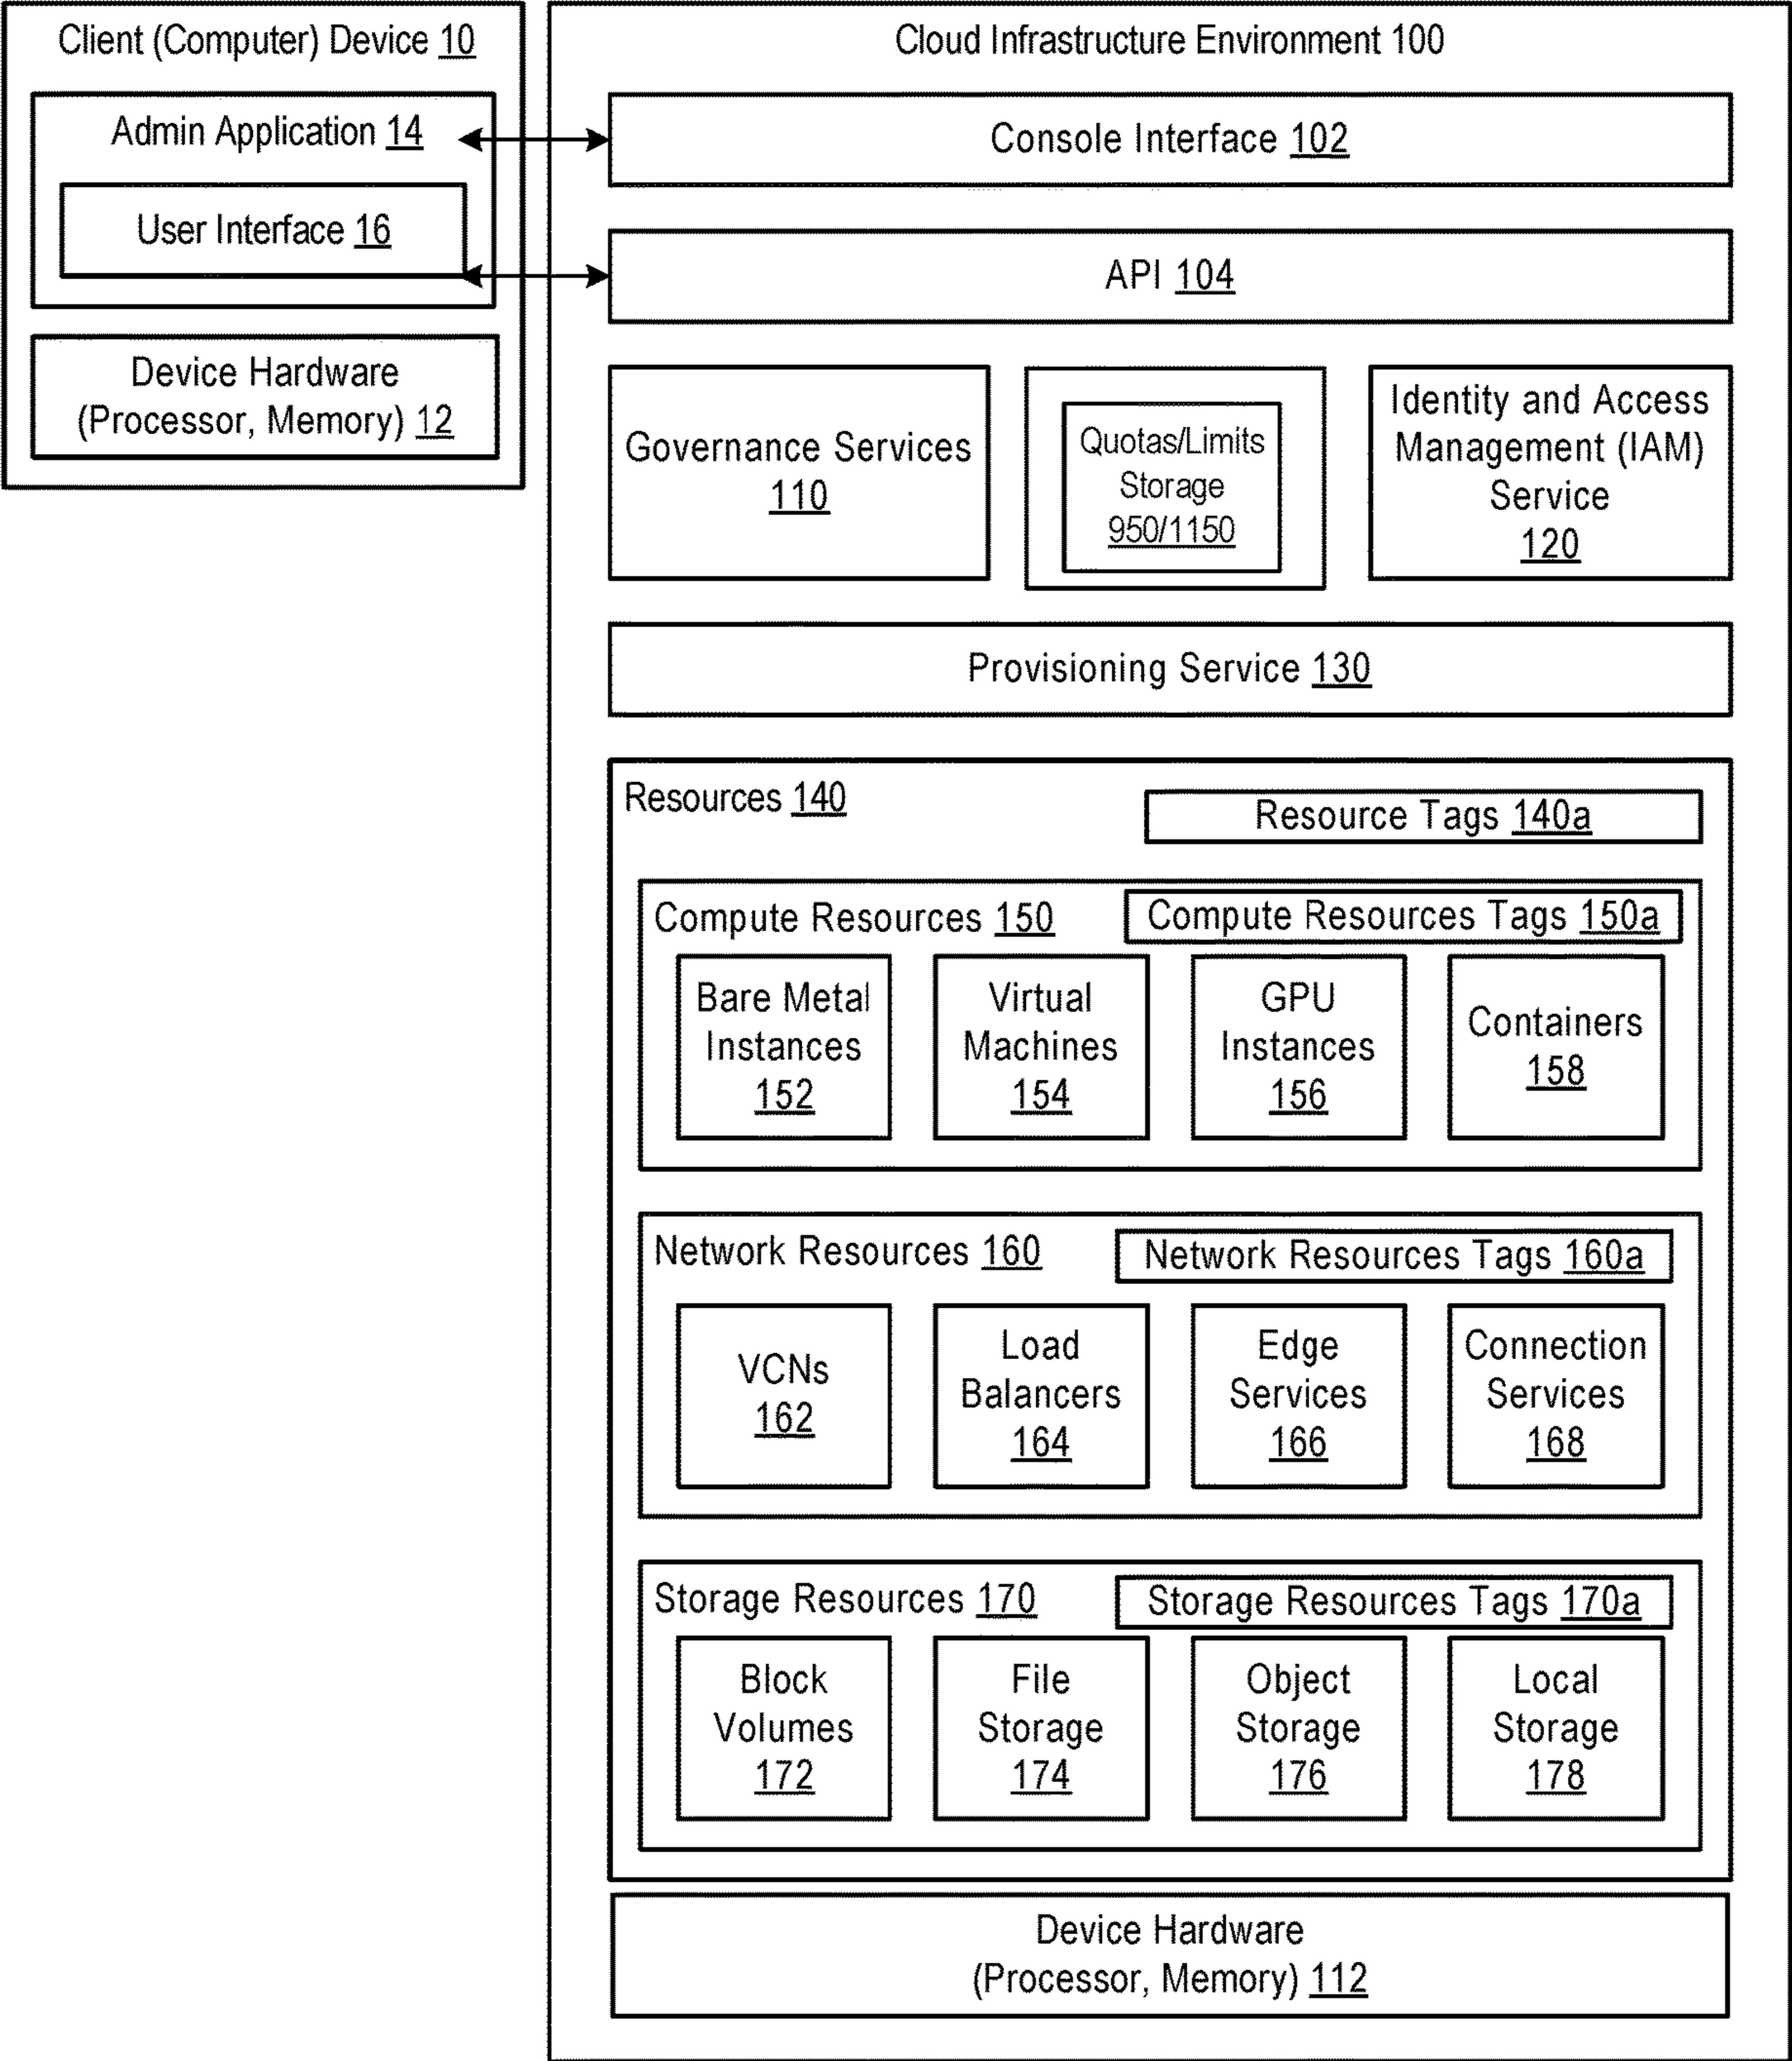 Client (Computer) Device 10
Admin Application 14
User Interface 16
Device Hardware
(Processor, Memory) 12
Cloud Infrastructure Environment 100
Console Interface 102
API 104
Governance Services
110
Quotas/Limits
Storage
950/1150
Identity and Access
Management (IAM)
Service
120
Provisioning Service 130
Resources 140
Resource Tags 140a
Compute Resources 150
Compute Resources Tags 150a
Bare Metal
Instances
152
Virtual
Machines
154
GPU
Instances
156
Containers
158
Network Resources 160
Network Resources Tags 160a
VCNs
162
Load
Balancers
164
Edge
Services
166
Connection
Services
168
Storage Resources 170
Storage Resources Tags 170a
Block
Volumes
172
File
Storage
174
Object
Storage
176
Local
Storage
178
Device Hardware
(Processor, Memory) 112